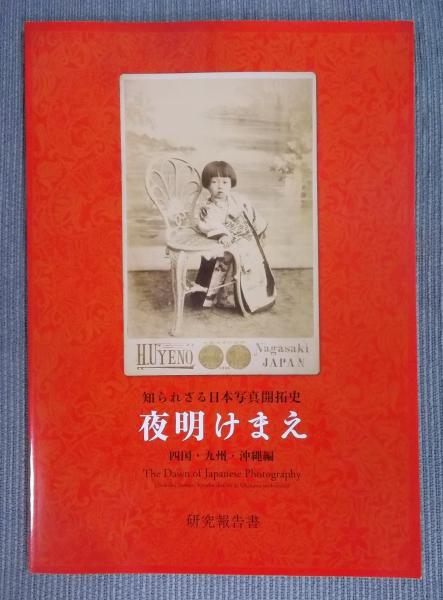 H. UYENO
Nagasaki
JAPAN
知られざる日本写真開拓史
夜明けまえ
四国・九州・沖縄編
The Dawn of Japanese Photography
研究報告書